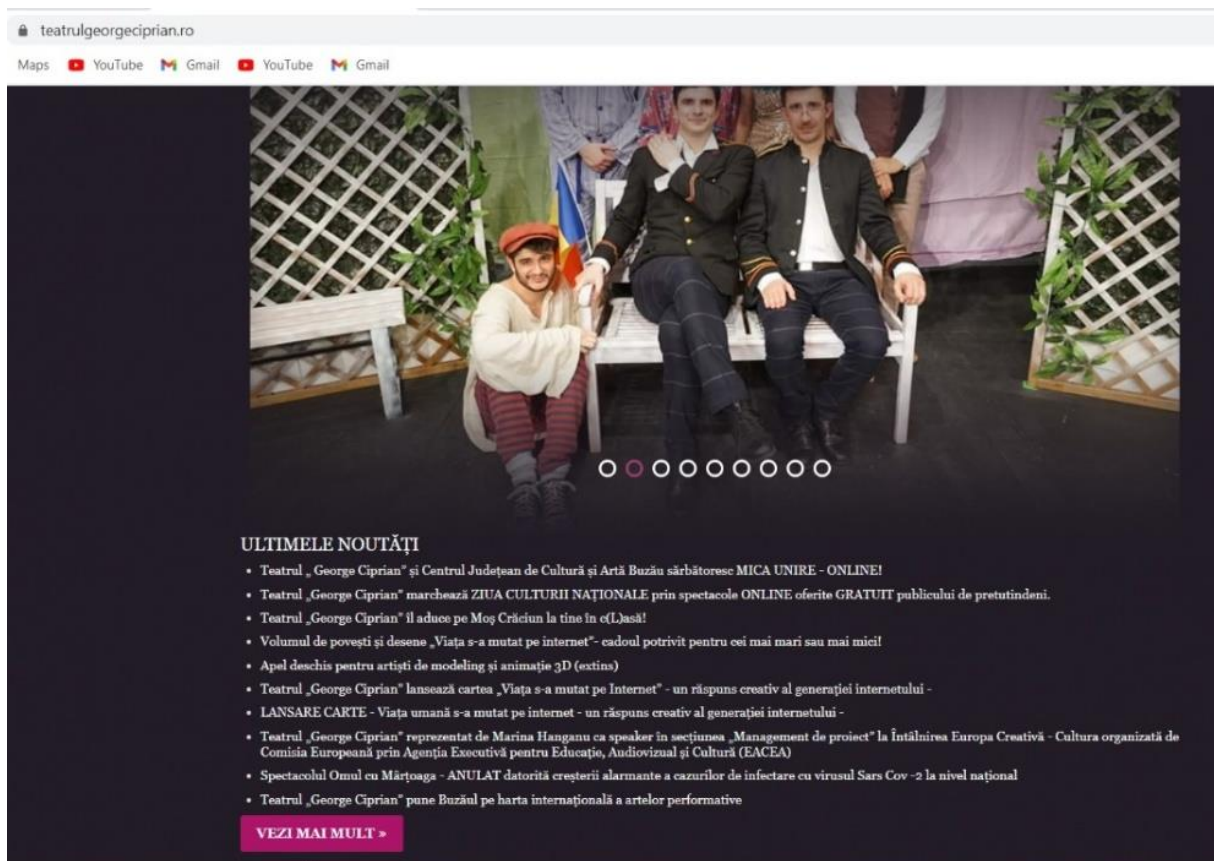 teatrulgeorgeciprian.ro
Maps YouTube Gmail YouTube Gmail
ULTIMELE NOUTĂȚI
• Teatrul „ George Ciprian” și Centrul Județean de Cultură și Artă Buzău sărbătoresc MICA UNIRE - ONLINE!
• Teatrul „George Ciprian” marchează ZIUA CULTURII NAȚIONALE prin spectacole ONLINE oferite GRATUIT publicului de pretutindeni.
• Teatrul „George Ciprian” îl aduce pe Moș Crăciun la tine în c(L)asă!
• Volumul de povești și desene „Viața s-a mutat pe internet”- cadoul potrivit pentru cei mai mari sau mai mici!
• Apel deschis pentru artiști de modeling și animație 3D (extins)
• Teatrul „George Ciprian” lansează cartea „Viața s-a mutat pe Internet” - un răspuns creativ al generației internetului -
• LANSARE CARTE - Viața umană s-a mutat pe internet - un răspuns creativ al generației internetului -
• Teatrul „George Ciprian” reprezentat de Marina Hanganu ca speaker în secțiunea „Management de proiect” la Întâlnirea Europa Creativă - Cultura organizată de
Comisia Europeană prin Agenția Executivă pentru Educație, Audiovizual și Cultură (EACEA)
• Spectacolul Omul cu Mârțoaga - ANULAT datorită creșterii alarmante a cazurilor de infectare cu virusul Sars Cov -2 la nivel național
• Teatrul „George Ciprian” pune Buzăul pe harta internațională a artelor performative
VEZI MAI MULT »